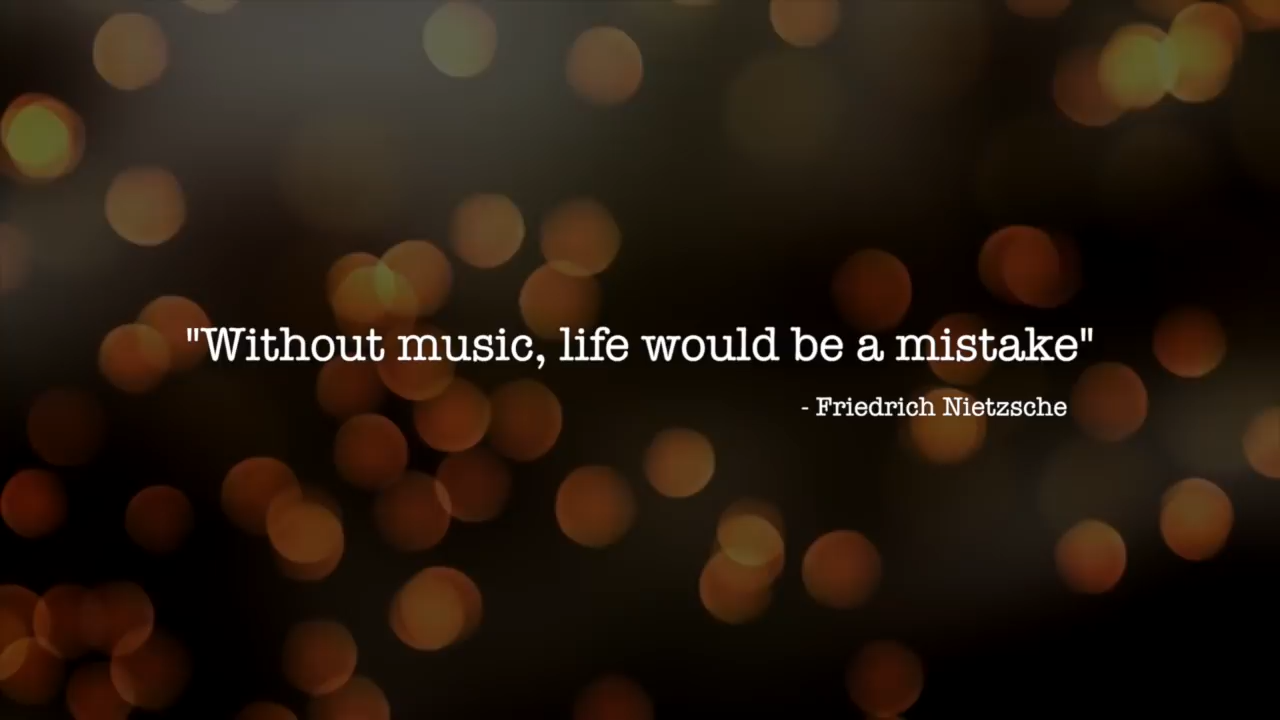 "Without music, life would be a mistake"
- Friedrich Nietzsche